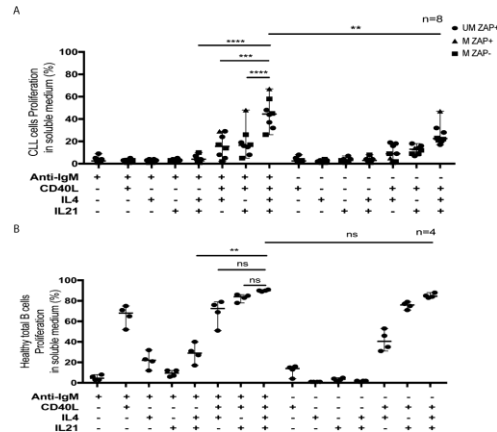 A
n=8
**
****
***
****
UM ZAP+
M ZAP+
M ZAP-
CLL cells Proliferation
in soluble medium (%)
100
80
60
40
20
0
Anti-IgM + + + + + + + + - - - - - - -
CD40L - + - - - + + + + - - - + + +
IL4 - - + - + + - + - + - + + - +
IL21 - - - + + - + + - - + + - + +
B
ns
n=4
**
ns
ns
Healthy total B cells
Proliferation
in soluble medium (%)
100
80
60
40
20
0
Anti-IgM + + + + + + + + - - - - - - -
CD40L - + - - - + + + + - - - + + +
IL4 - - + - + + - + - + - + + - +
IL21 - - - + + - + + - - + + - + +